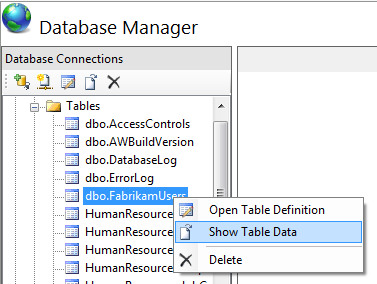 Database Manager
Database Connections
Tables
dbo.AccessControls
dbo.AWBuildVersion
dbo.DatabaseLog
dbo.ErrorLog
dbo.FabrikamUsers
Open Table Definition
HumanResource
Show Table Data
HumanResource
HumanResource
Delete
HumanResource